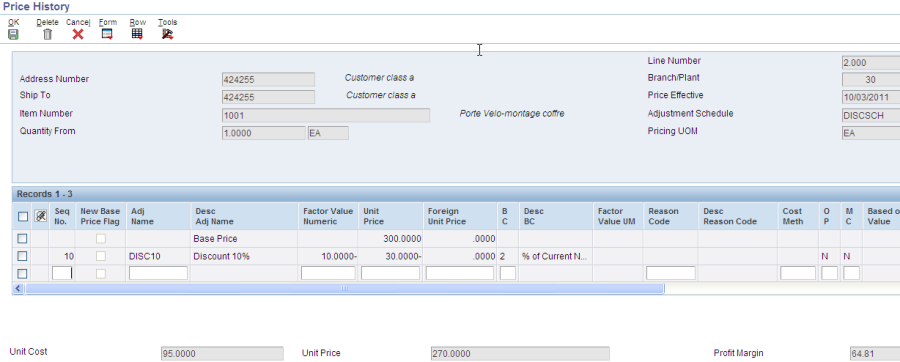 Price History
OK Delete Cancel Form Row Tools
Line Number 2.000
Address Number 424255 Customer class a Branch/Plant 30
Ship To 424255 Customer class a Price Effective 10/03/2011
Item Number 1001 Porte Velo-montage coffre Adjustment Schedule DISCSCH
Quantity From 1.0000 EA Pricing UOM EA
Records 1 - 3
Seq New Base Adj Desc Factor Value Unit Foreign B Desc Factor Reason Desc Cost O M Based o
No. Price Flag Name Adj Name Numeric Price Unit Price C BC Value UM Code Reason Code Meth P C Value
Base Price 300.0000 .0000
10 DISC10 Discount 10% 10.0000- 30.0000- .0000 2 % of Current N... N N
Unit Cost 95.0000 Unit Price 270.0000 Profit Margin 64.81